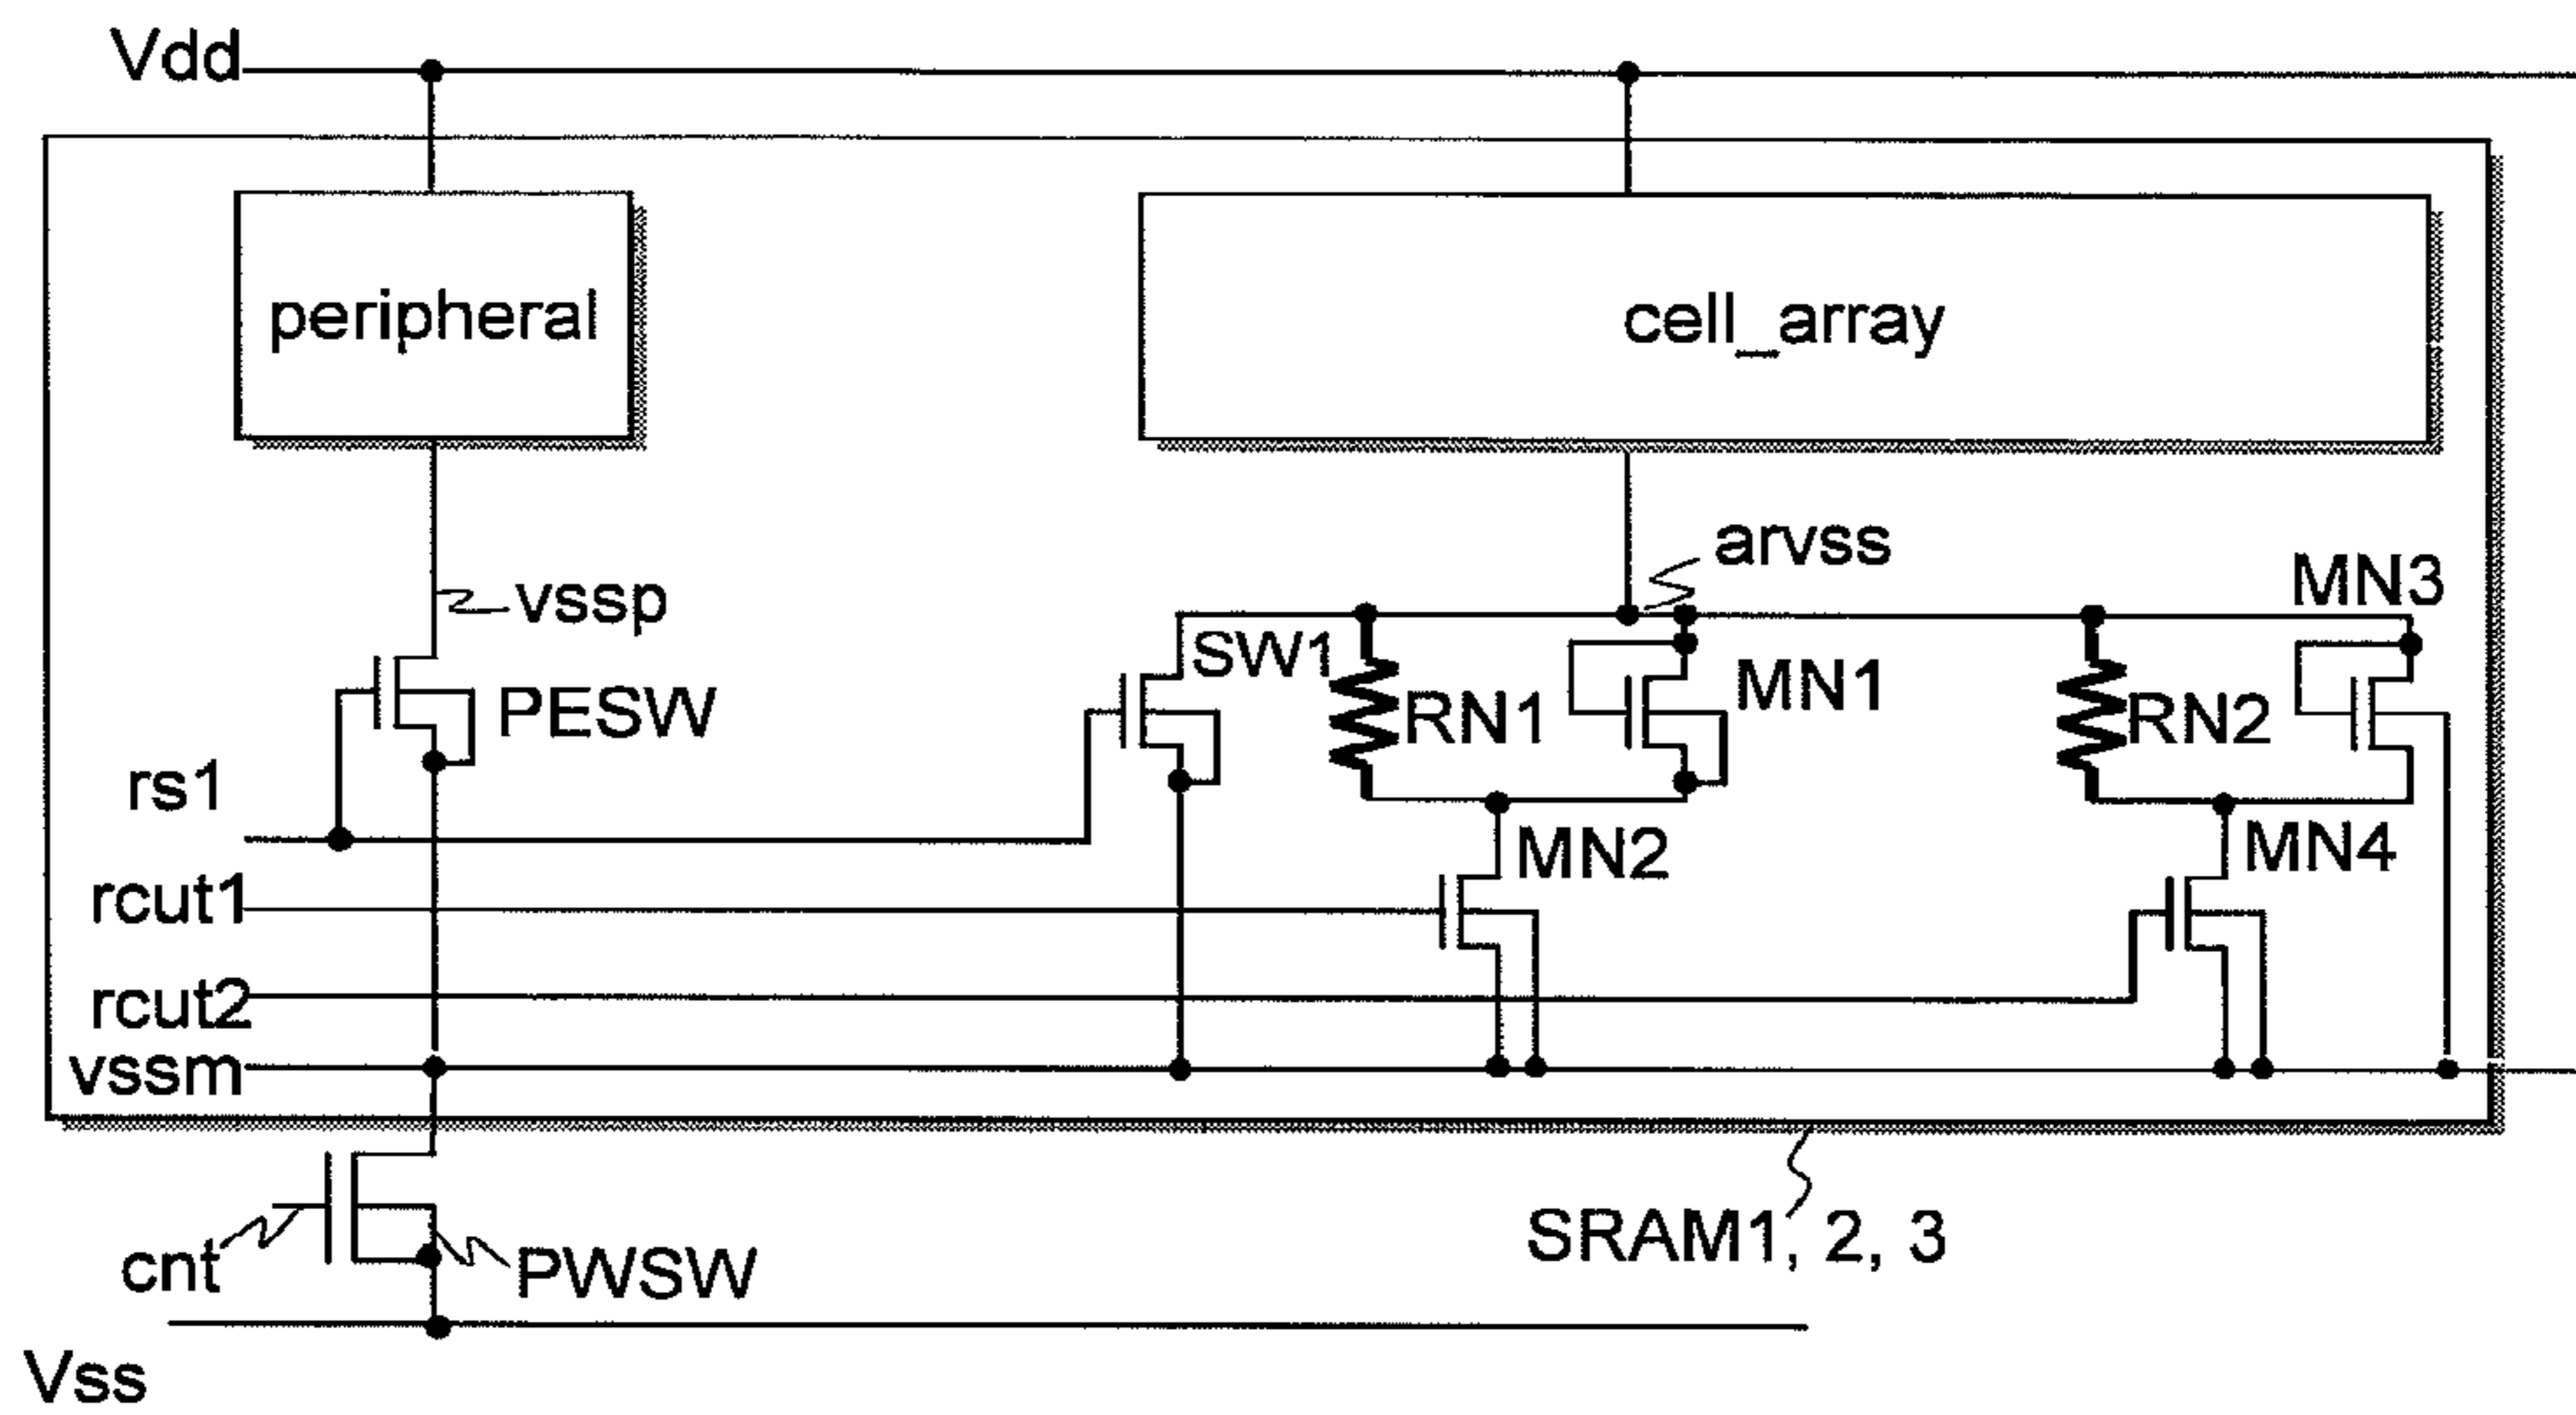 Vdd
peripheral
cell_array
arvss
MN3
vssp
SW1
PESW
RN1
MN1
RN2
rs1
MN2
MN4
rcut1
rcut2
vssm
SRAM1, 2, 3
cnt
PWSW
Vss